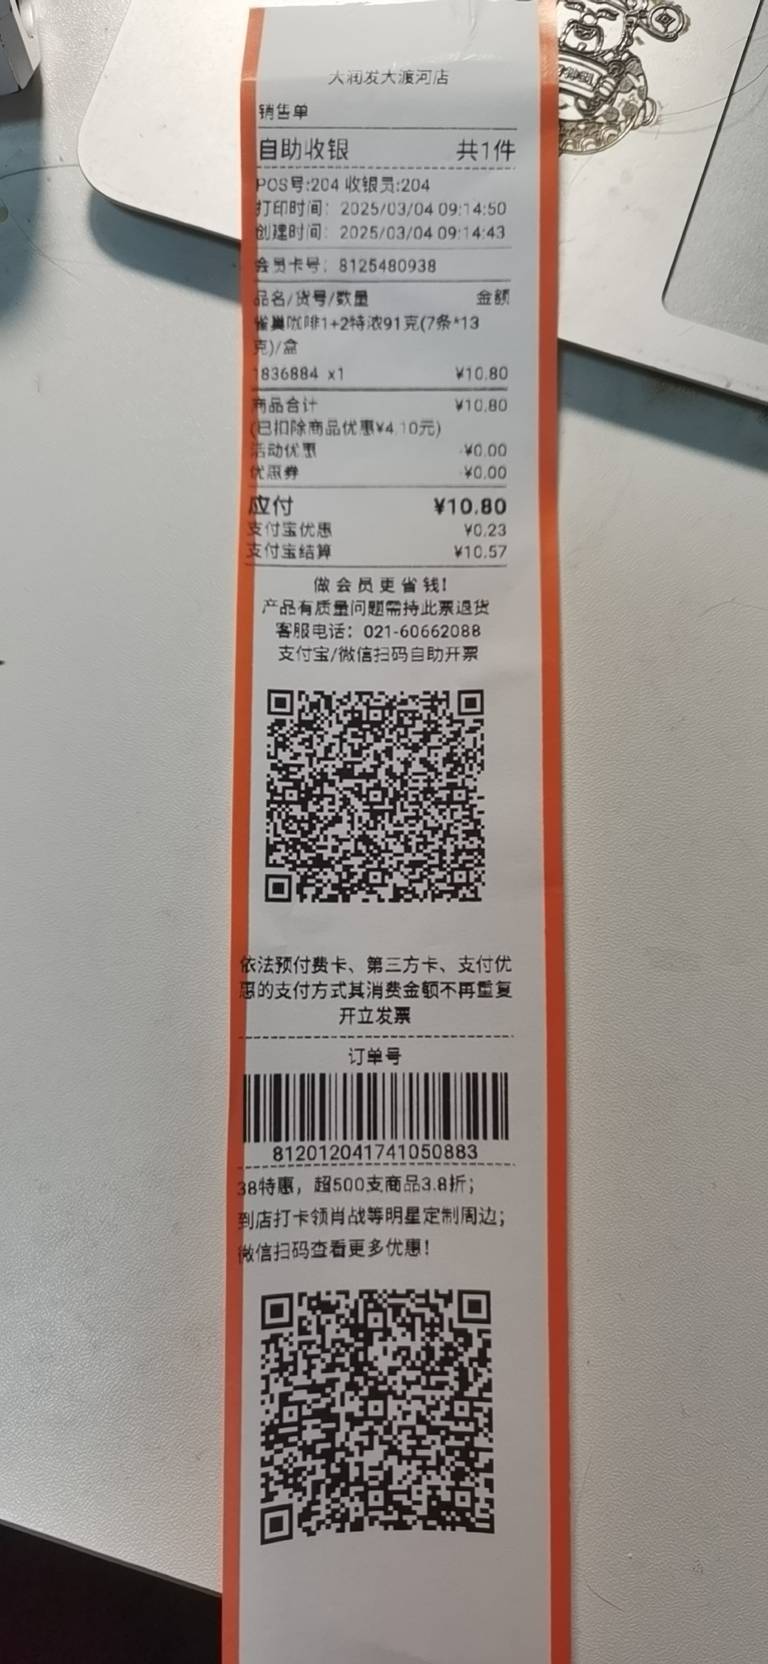 大润发大渡河店
销售单
自助收银 共1件
POS号:204 收银员:204
打印时间: 2025/03/04 09:14:50
创建时间: 2025/03/04 09:14:43
会员卡号: 8125480938
品名/货号/数量 金额
雀巢咖啡1+2特浓91克(7条*13
克)/盒
1836884 x1 ¥10.80
商品合计 ¥10.80
(已扣除商品优惠¥4.10元)
活动优惠 -¥0.00
优惠券 -¥0.00
应付 ¥10.80
支付宝优惠 ¥0.23
支付宝结算 ¥10.57
做会员更省钱!
产品有质量问题需持此票退货
客服电话: 021-60662088
支付宝/微信扫码自助开票
依法预付费卡、第三方卡、支付优
惠的支付方式其消费金额不再重复
开立发票
订单号
812012041741050883
38特惠，超500支商品3.8折;
到店打卡领肖战等明星定制周边;
微信扫码查看更多优惠!